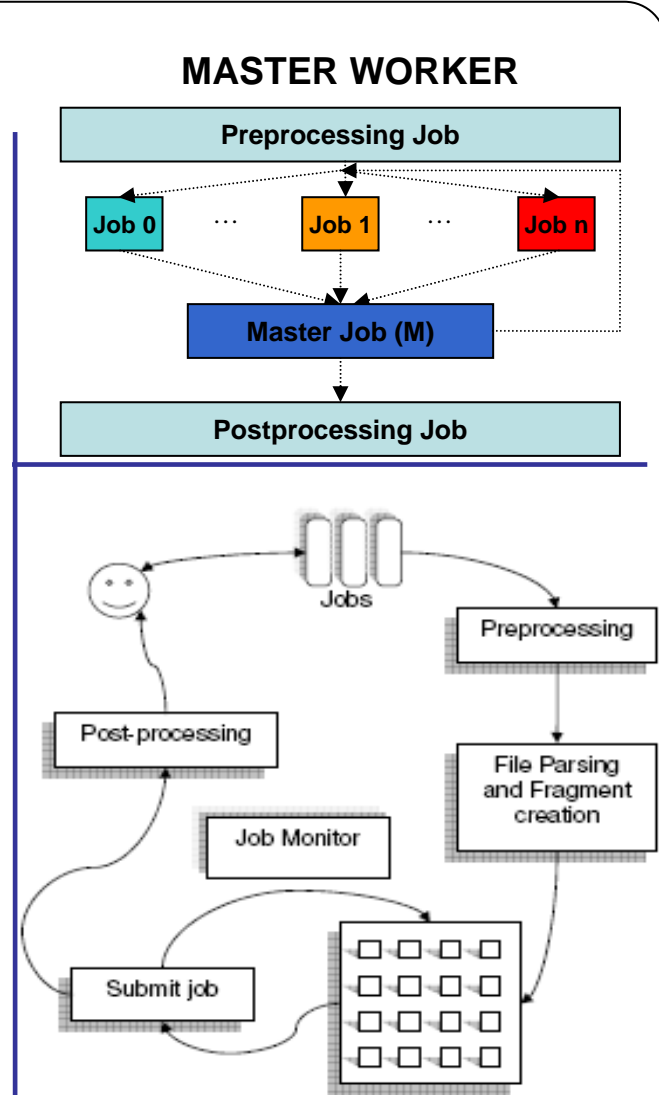 MASTER WORKER
Preprocessing Job
Job 0 ... Job 1 ... Job n
Master Job (M)
Postprocessing Job
Jobs
Preprocessing
Post-processing
File Parsing
and Fragment
creation
Job Monitor
Submit job